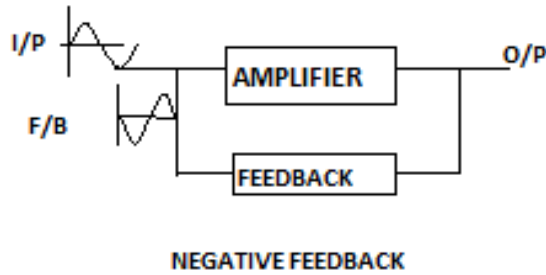 I/P
AMPLIFIER
O/P
F/B
FEEDBACK
NEGATIVE FEEDBACK